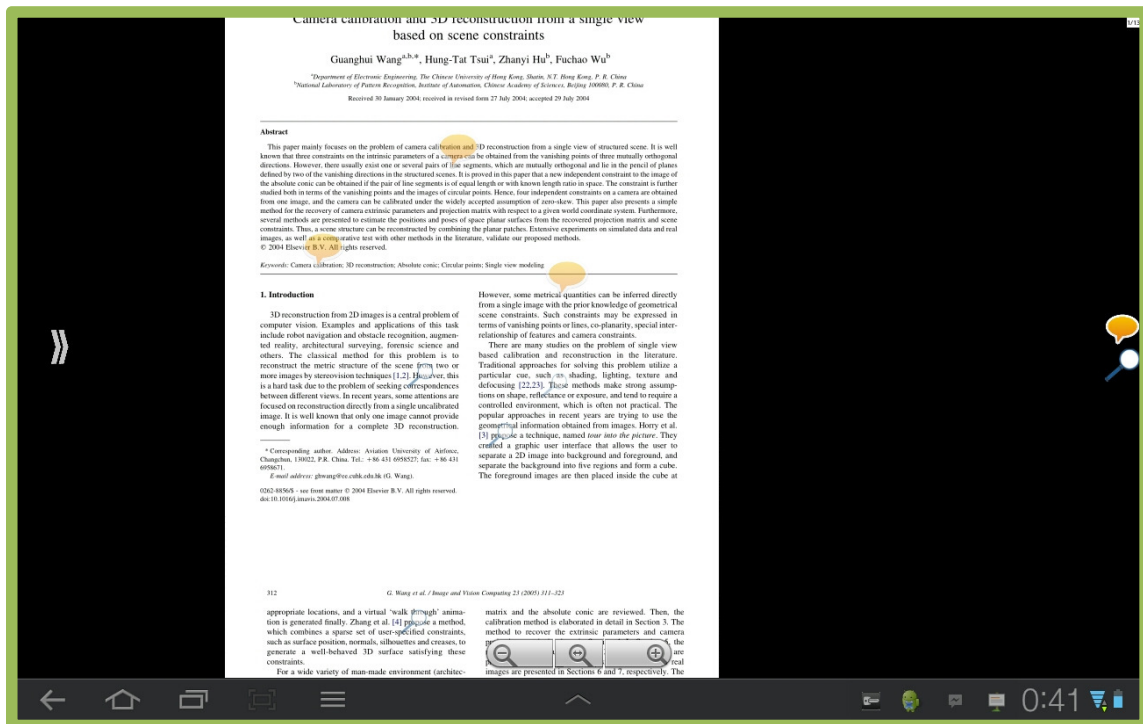 Camera calibration and 3D reconstruction from a single view
based on scene constraints
Guanghui Wang^a,b,*, Hung-Tat Tsui^a, Zhanyi Hu^b, Fuchao Wu^b
^aDepartment of Electronic Engineering, The Chinese University of Hong Kong, Shatin, N.T. Hong Kong, P. R. China
^bNational Laboratory of Pattern Recognition, Institute of Automation, Chinese Academy of Sciences, Beijing 100080, P. R. China
Received 30 January 2004; received in revised form 27 July 2004; accepted 29 July 2004
Abstract
This paper mainly focuses on the problem of camera calibration and 3D reconstruction from a single view of structured scene. It is well
known that three constraints on the intrinsic parameters of a camera can be obtained from the vanishing points of three mutually orthogonal
directions. However, there usually exist one or several pairs of line segments, which are mutually orthogonal and lie in the pencil of planes
defined by two of the vanishing directions in the structured scenes. It is proved in this paper that a new independent constraint to the image of
the absolute conic can be obtained if the pair of line segments is of equal length or with known length ratio in space. The constraint is further
studied both in terms of the vanishing points and the images of circular points. Hence, four independent constraints on a camera are obtained
from one image, and the camera can be calibrated under the widely accepted assumption of zero-skew. This paper also presents a simple
method for the recovery of camera extrinsic parameters and projection matrix with respect to a given world coordinate system. Furthermore,
several methods are presented to estimate the positions and poses of space planar surfaces from the recovered projection matrix and scene
constraints. Thus, a scene structure can be reconstructed by combining the planar patches. Extensive experiments on simulated data and real
images, as well as a comparative test with other methods in the literature, validate our proposed methods.
© 2004 Elsevier B.V. All rights reserved.
Keywords: Camera calibration; 3D reconstruction; Absolute conic; Circular points; Single view modeling
1. Introduction
3D reconstruction from 2D images is a central problem of
computer vision. Examples and applications of this task
include robot navigation and obstacle recognition, augmen-
ted reality, architectural surveying, forensic science and
others. The classical method for this problem is to
reconstruct the metric structure of the scene from two or
more images by stereovision techniques [1,2]. However, this
is a hard task due to the problem of seeking correspondences
between different views. In recent years, some attentions are
focused on reconstruction directly from a single uncalibrated
image. It is well known that only one image cannot provide
enough information for a complete 3D reconstruction.
* Corresponding author. Address: Aviation University of Airforce,
Changchun, 130022, P.R. China. Tel.: +86 431 6958527; fax: +86 431
6958671.
E-mail address: ghwang@ee.cuhk.edu.hk (G. Wang).
0262-8856/$ - see front matter © 2004 Elsevier B.V. All rights reserved.
doi:10.1016/j.imavis.2004.07.008
However, some metrical quantities can be inferred directly
from a single image with the prior knowledge of geometrical
scene constraints. Such constraints may be expressed in
terms of vanishing points or lines, co-planarity, special inter-
relationship of features and camera constraints.
There are many studies on the problem of single view
based calibration and reconstruction in the literature.
Traditional approaches for solving this problem utilize a
particular cue, such as shading, lighting, texture and
defocusing [22,23]. These methods make strong assump-
tions on shape, reflectance or exposure, and tend to require a
controlled environment, which is often not practical. The
popular approaches in recent years are trying to use the
geometrical information obtained from images. Horry et al.
[3] propose a technique, named tour into the picture. They
created a graphic user interface that allows the user to
separate a 2D image into background and foreground, and
separate the background into five regions and form a cube.
The foreground images are then placed inside the cube at
312
G. Wang et al. / Image and Vision Computing 23 (2005) 311–323
appropriate locations, and a virtual 'walk through' anima-
tion is generated finally. Zhang et al. [4] propose a method,
which combines a sparse set of user-specified constraints,
such as surface position, normals, silhouettes and creases, to
generate a well-behaved 3D surface satisfying these
constraints.
For a wide variety of man-made environment (architec-
matrix and the absolute conic are reviewed. Then, the
calibration method is elaborated in detail in Section 3. The
method to recover the extrinsic parameters and camera
the
are
real
images are presented in Sections 6 and 7, respectively. The
1/13
0:41